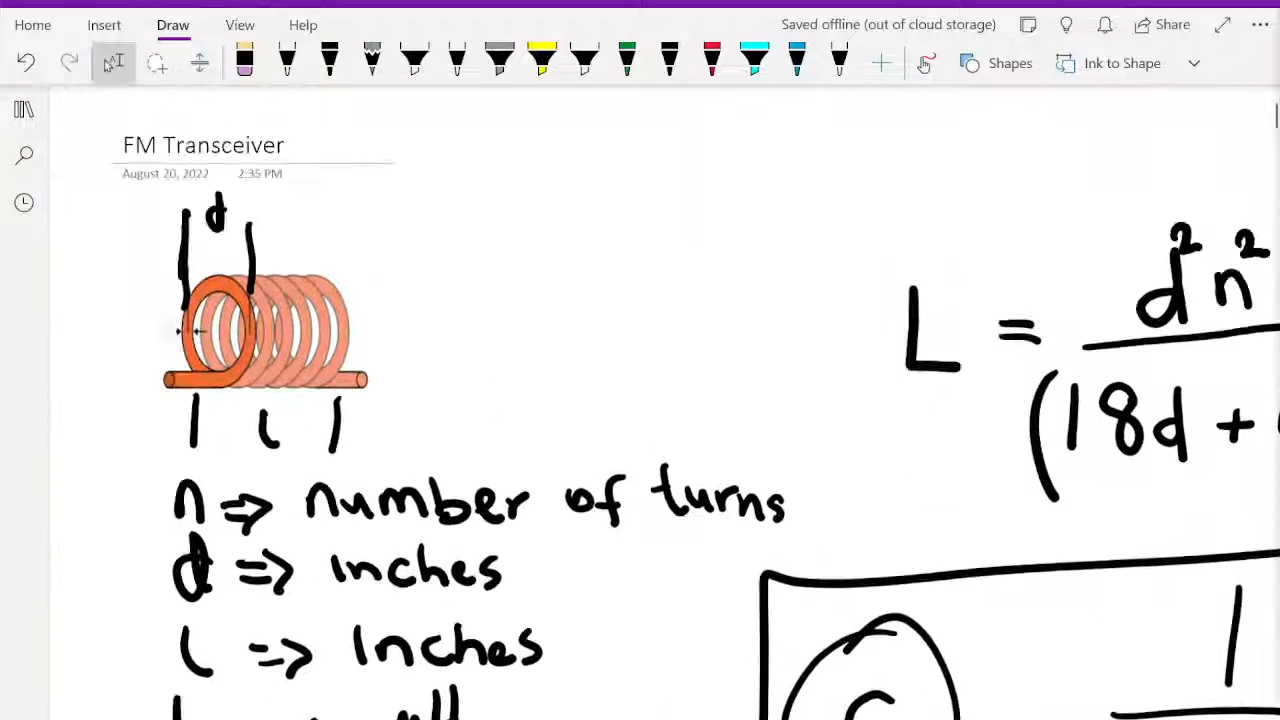 Home Insert Draw View Help Saved offline (out of cloud storage) Share
Shapes Ink to Shape
FM Transceiver
August 20, 2022 2:35 PM
d
l
n => number of turns
d => inches
l => Inches
L = d²n²
(18d +
1